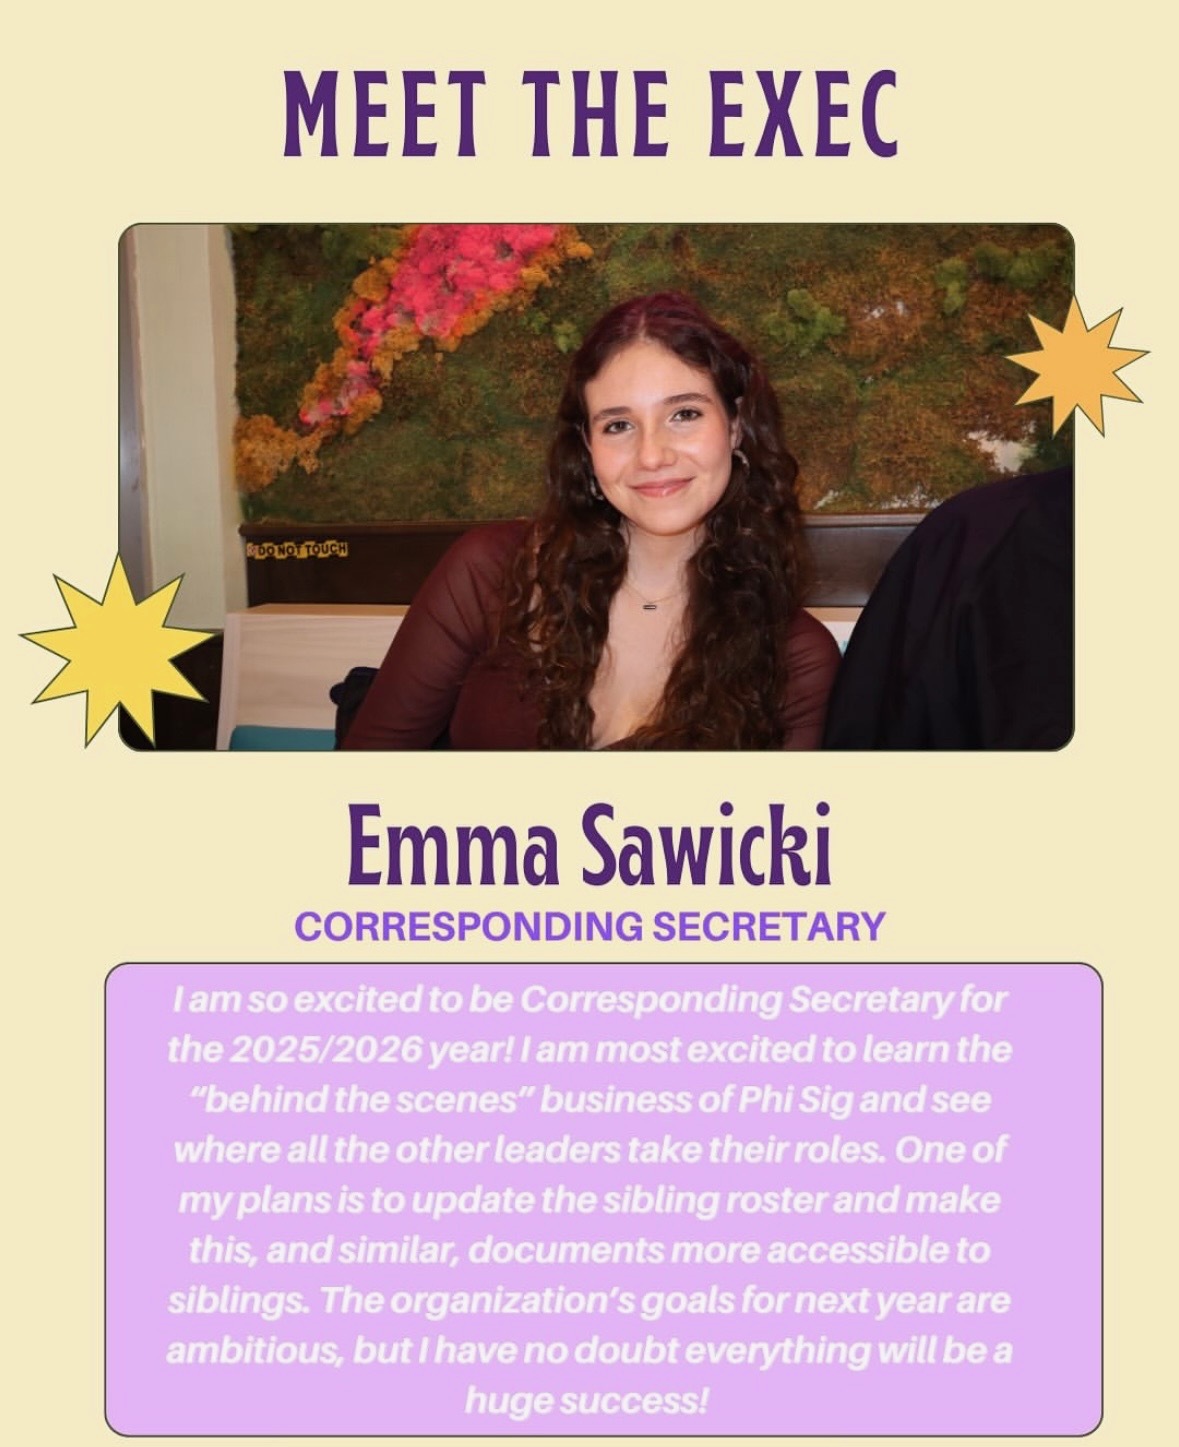 MEET THE EXEC
DO NOT TOUCH
Emma Sawicki
CORRESPONDING SECRETARY
I am so excited to be Corresponding Secretary for
the 2025/2026 year! I am most excited to learn the
“behind the scenes” business of Phi Sig and see
where all the other leaders take their roles. One of
my plans is to update the sibling roster and make
this, and similar, documents more accessible to
siblings. The organization’s goals for next year are
ambitious, but I have no doubt everything will be a
huge success!